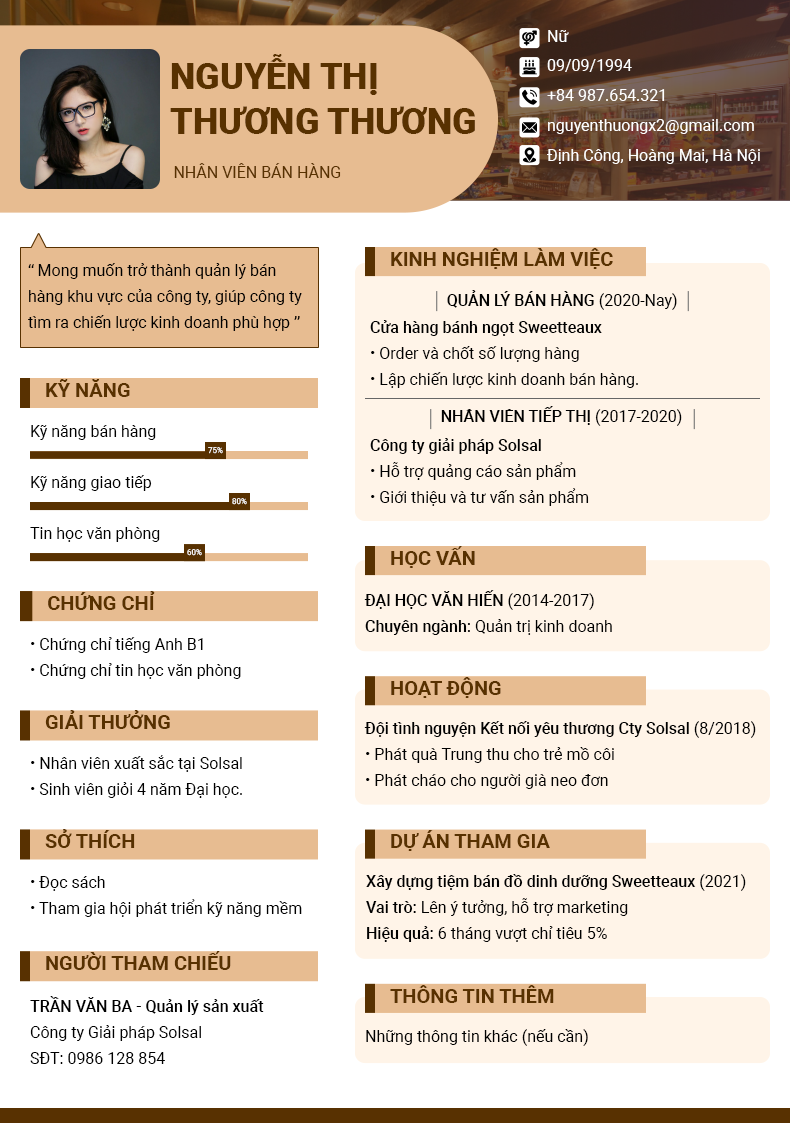 NGUYỄN THỊ
THƯƠNG THƯƠNG
NHÂN VIÊN BÁN HÀNG
Nữ
09/09/1994
+84 987.654.321
nguyenthuongx2@gmail.com
Định Công, Hoàng Mai, Hà Nội
“ Mong muốn trở thành quản lý bán
hàng khu vực của công ty, giúp công ty
tìm ra chiến lược kinh doanh phù hợp ”
KỸ NĂNG
Kỹ năng bán hàng
75%
Kỹ năng giao tiếp
80%
Tin học văn phòng
60%
CHỨNG CHỈ
• Chứng chỉ tiếng Anh B1
• Chứng chỉ tin học văn phòng
GIẢI THƯỞNG
• Nhân viên xuất sắc tại Solsal
• Sinh viên giỏi 4 năm Đại học.
SỞ THÍCH
• Đọc sách
• Tham gia hội phát triển kỹ năng mềm
NGƯỜI THAM CHIẾU
TRẦN VĂN BA - Quản lý sản xuất
Công ty Giải pháp Solsal
SĐT: 0986 128 854
KINH NGHIỆM LÀM VIỆC
| QUẢN LÝ BÁN HÀNG (2020-Nay) |
Cửa hàng bánh ngọt Sweetteaux
• Order và chốt số lượng hàng
• Lập chiến lược kinh doanh bán hàng.
| NHÂN VIÊN TIẾP THỊ (2017-2020) |
Công ty giải pháp Solsal
• Hỗ trợ quảng cáo sản phẩm
• Giới thiệu và tư vấn sản phẩm
HỌC VẤN
ĐẠI HỌC VĂN HIẾN (2014-2017)
Chuyên ngành: Quản trị kinh doanh
HOẠT ĐỘNG
Đội tình nguyện Kết nối yêu thương Cty Solsal (8/2018)
• Phát quà Trung thu cho trẻ mồ côi
• Phát cháo cho người già neo đơn
DỰ ÁN THAM GIA
Xây dựng tiệm bán đồ dinh dưỡng Sweetteaux (2021)
Vai trò: Lên ý tưởng, hỗ trợ marketing
Hiệu quả: 6 tháng vượt chỉ tiêu 5%
THÔNG TIN THÊM
Những thông tin khác (nếu cần)